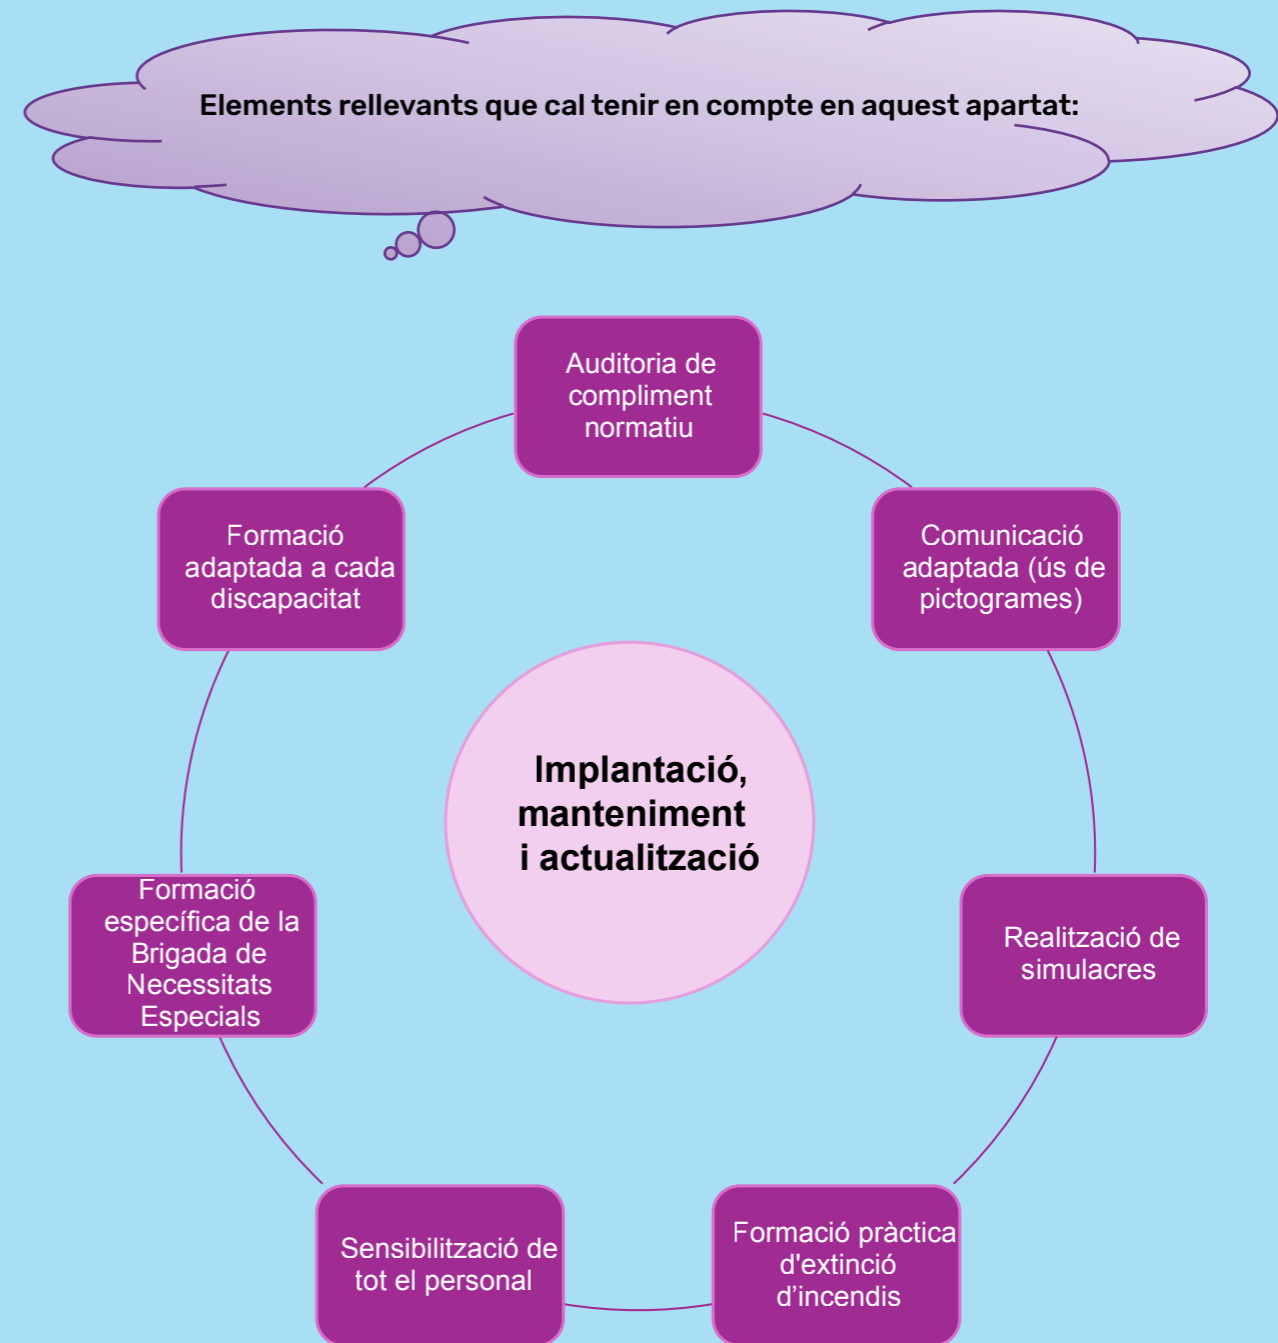 Elements rellevants que cal tenir en compte en aquest apartat:
Auditoria de
compliment
normatiu
Comunicació
adaptada (ús de
pictogrames)
Realització de
simulacres
Formació pràctica
d'extinció
d’incendis
Sensibilització de
tot el personal
Formació
específica de la
Brigada de
Necessitats
Especials
Formació
adaptada a cada
discapacitat
Implantació,
manteniment
i actualització